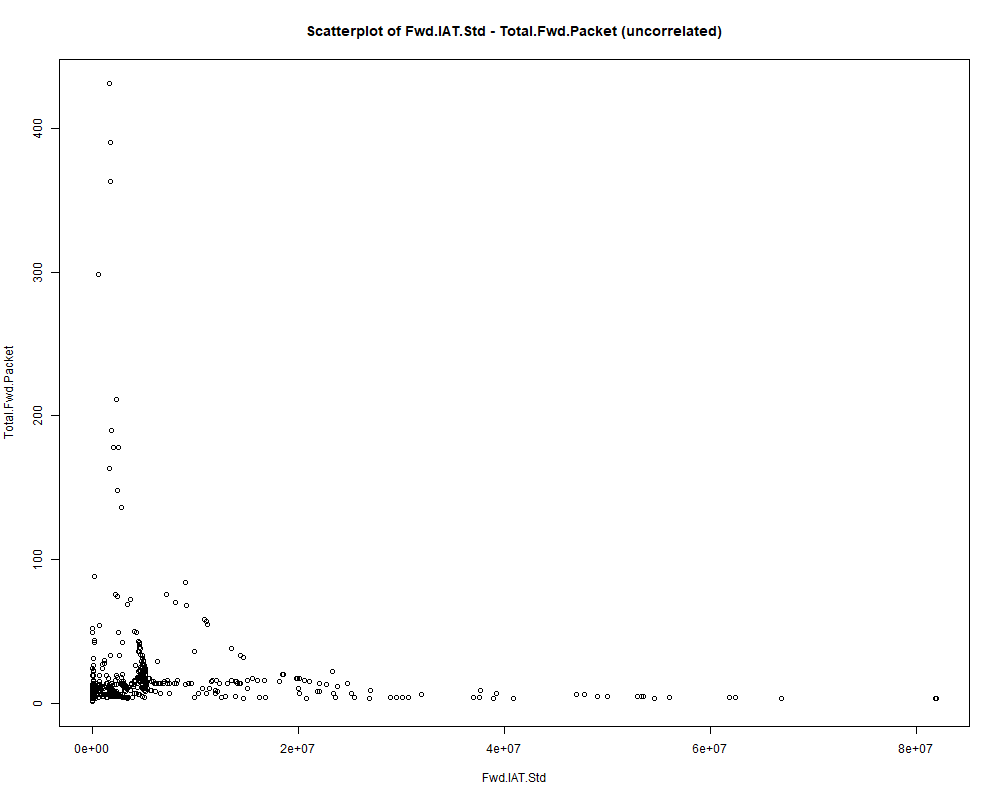 Scatterplot of Fwd.IAT.Std - Total.Fwd.Packet (uncorrelated)
400
300
200
100
0
Total.Fwd.Packet
0e+00
2e+07
4e+07
6e+07
8e+07
Fwd.IAT.Std